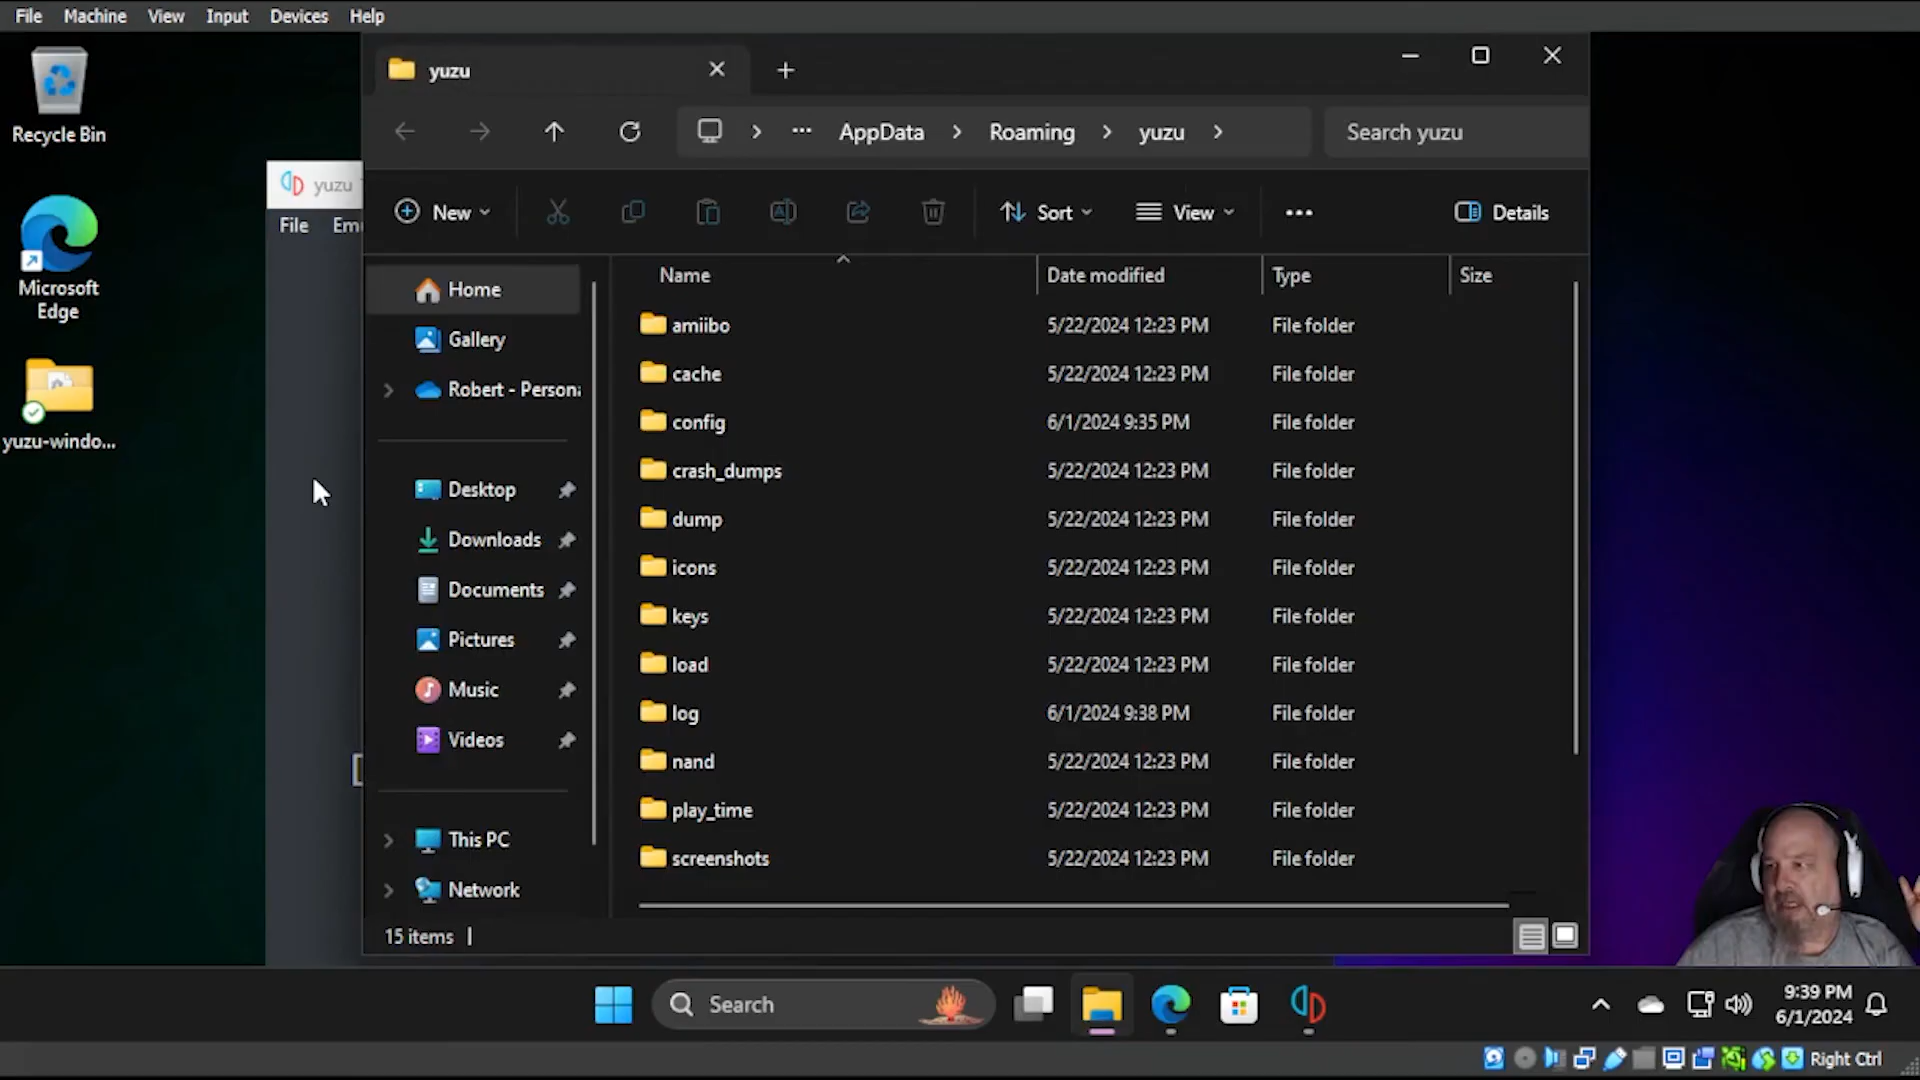 File Machine View Input Devices Help
Recycle Bin
Microsoft
Edge
yuzu-windo...
yuzu
File Emu
yuzu
AppData Roaming yuzu
Search yuzu
New
Sort
View
Details
Home
Gallery
Robert - Persona
Desktop
Downloads
Documents
Pictures
Music
Videos
This PC
Network
Name Date modified Type Size
amiibo 5/22/2024 12:23 PM File folder
cache 5/22/2024 12:23 PM File folder
config 6/1/2024 9:35 PM File folder
crash_dumps 5/22/2024 12:23 PM File folder
dump 5/22/2024 12:23 PM File folder
icons 5/22/2024 12:23 PM File folder
keys 5/22/2024 12:23 PM File folder
load 5/22/2024 12:23 PM File folder
log 6/1/2024 9:38 PM File folder
nand 5/22/2024 12:23 PM File folder
play_time 5/22/2024 12:23 PM File folder
screenshots 5/22/2024 12:23 PM File folder
15 items
Search
9:39 PM
6/1/2024
Right Ctrl